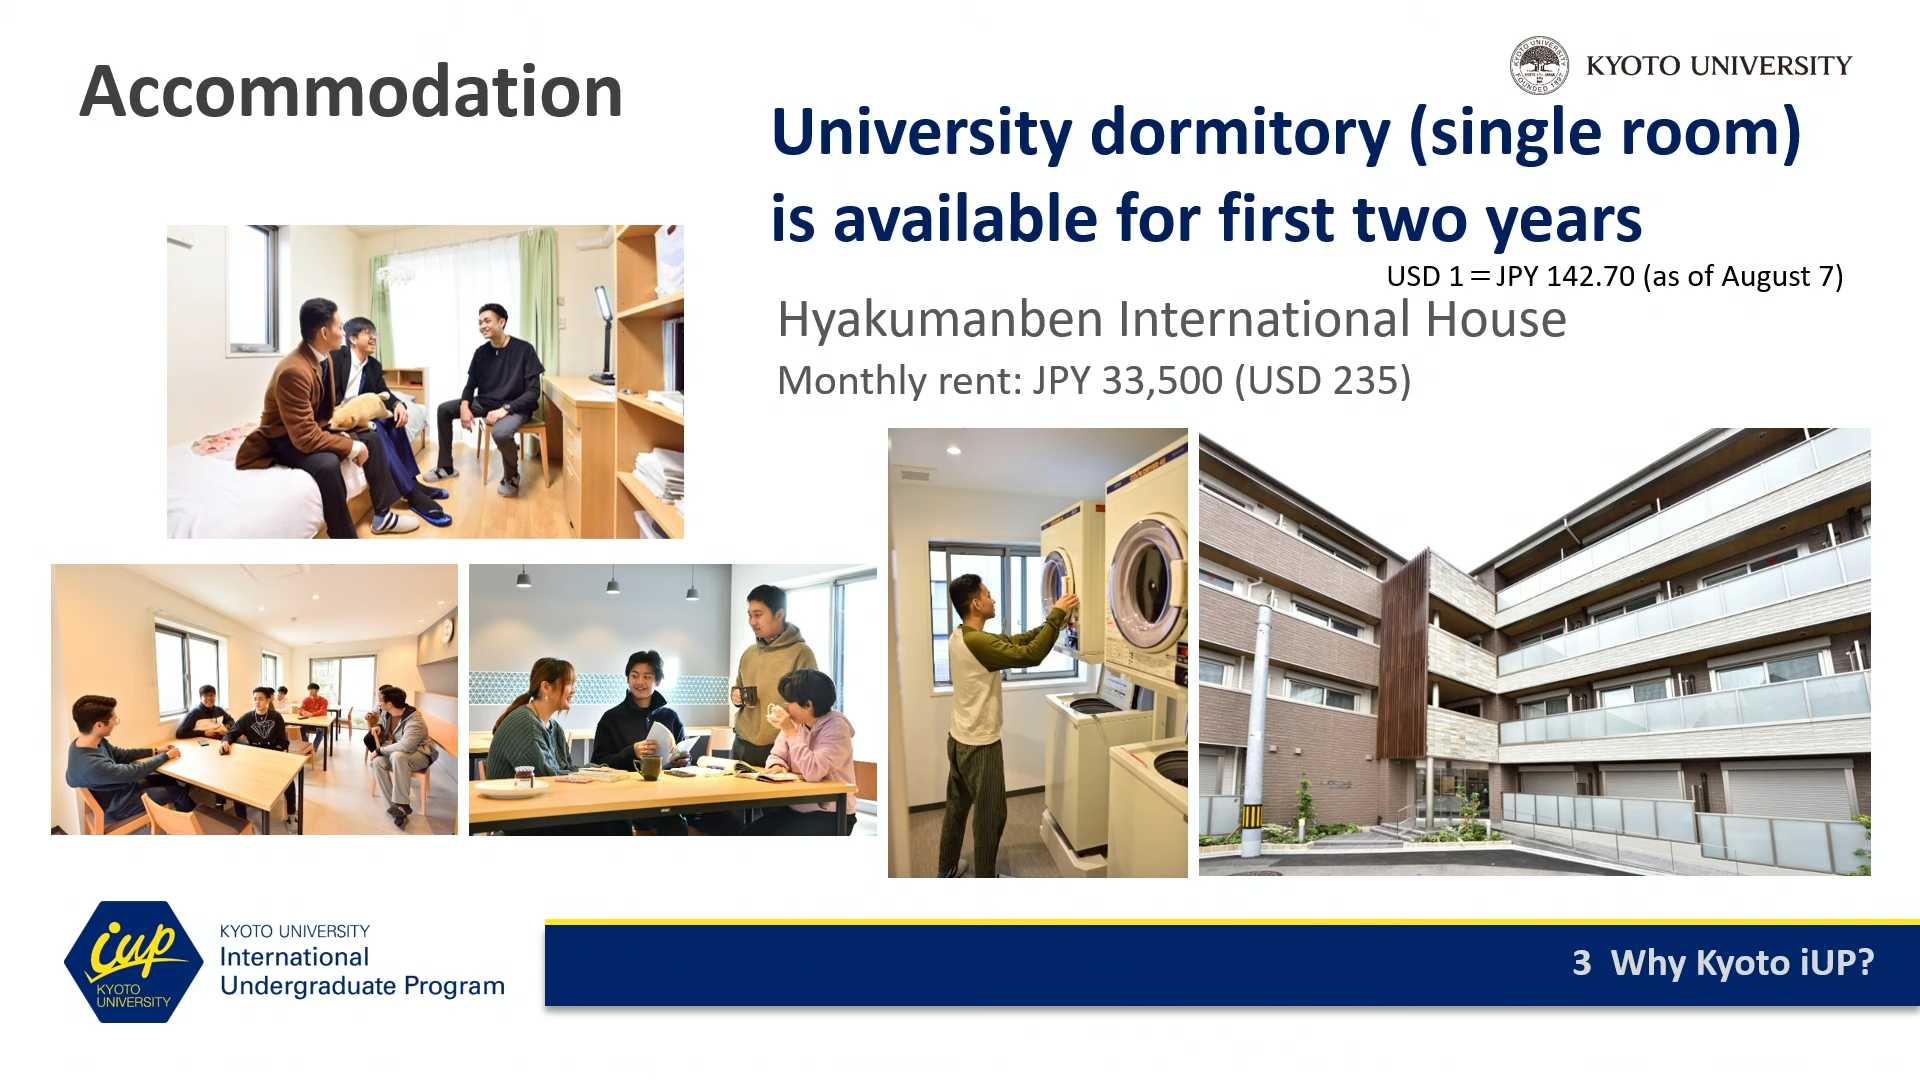 Accommodation
KYOTO UNIVERSITY
University dormitory (single room)
is available for first two years
USD 1＝JPY 142.70 (as of August 7)
Hyakumanben International House
Monthly rent: JPY 33,500 (USD 235)
iup
KYOTO
UNIVERSITY
KYOTO UNIVERSITY
International
Undergraduate Program
3 Why Kyoto iUP?